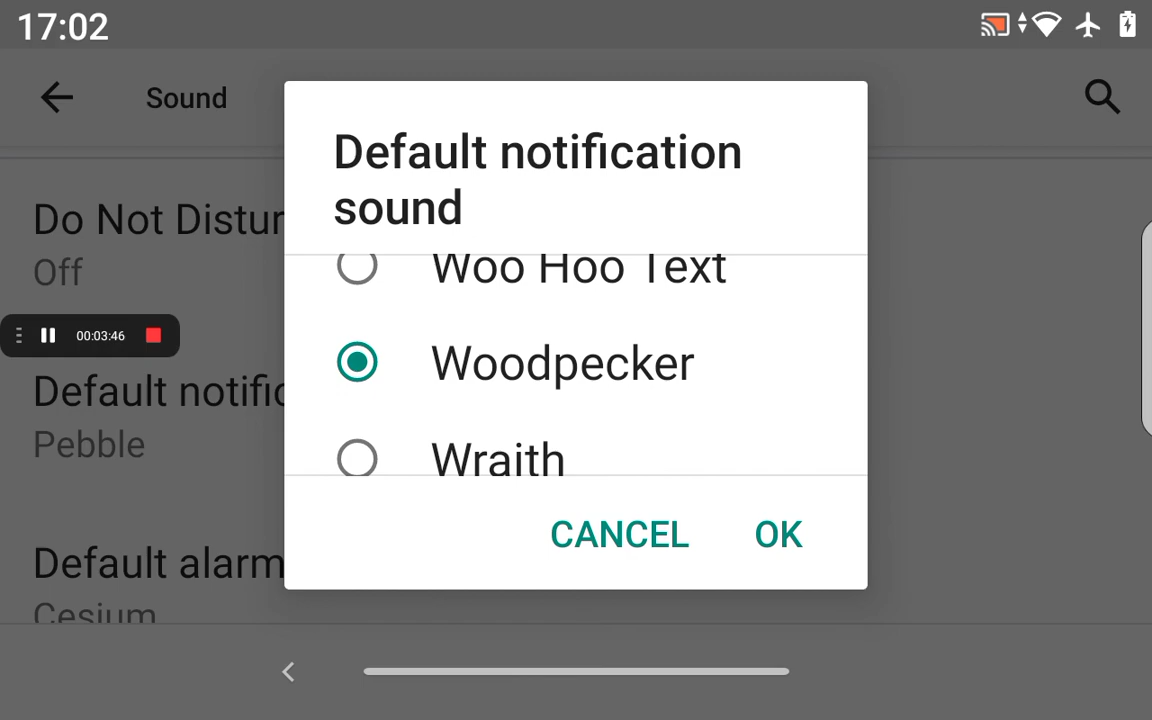 17:02
Sound
Default notification
sound
Do Not Distur
Off
Woo Hoo Text
00:03:46
Woodpecker
Default notific
Pebble
Wraith
CANCEL
OK
Default alarm
Cesium